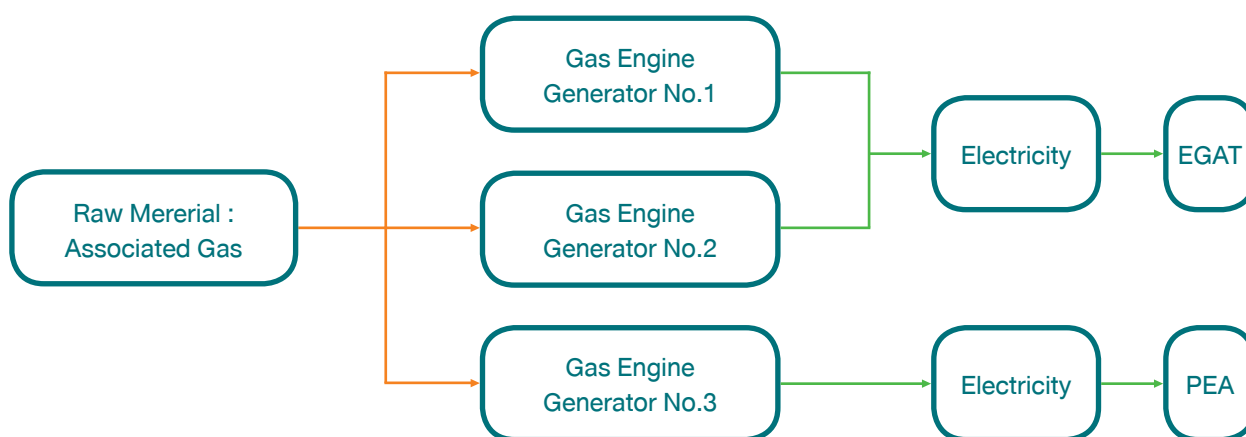 Gas Engine
Generator No.1
Electricity
EGAT
Raw Mererial :
Associated Gas
Gas Engine
Generator No.2
Gas Engine
Generator No.3
Electricity
PEA